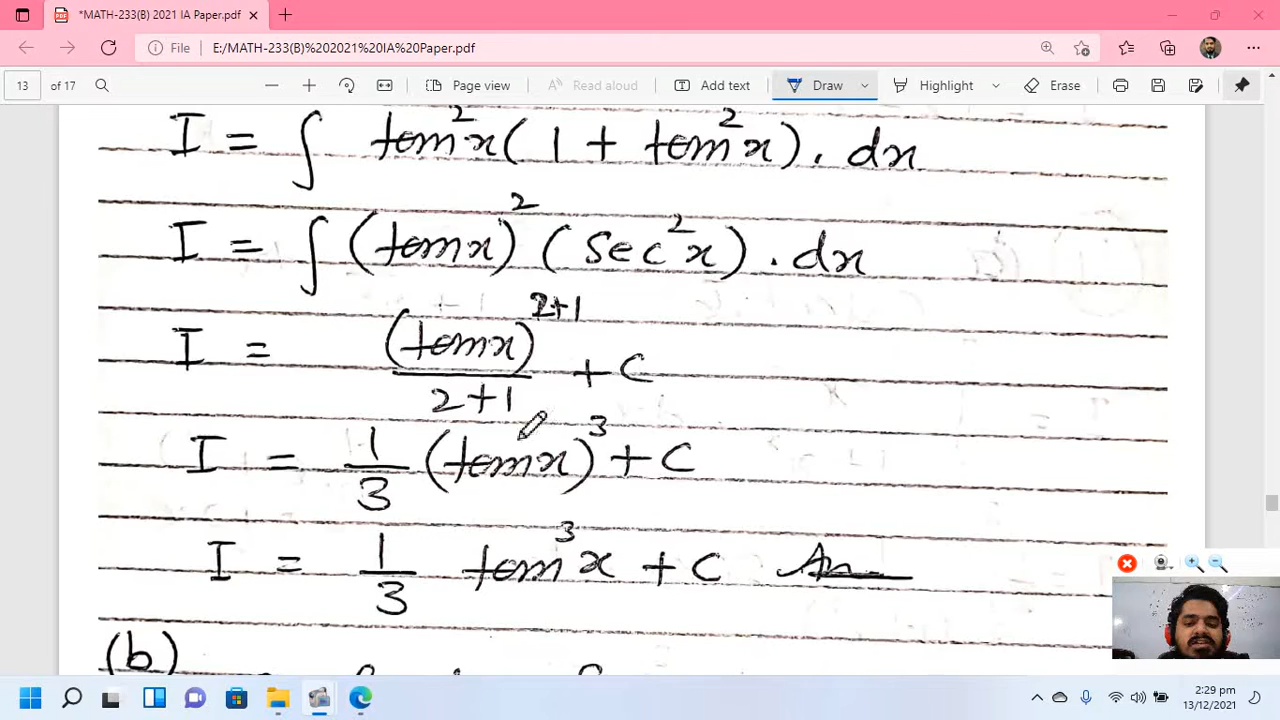 *MATH-233(B) 2021 IA Paper.pdf
File E:/MATH-233(B)%202021%20IA%20Paper.pdf
13 of 17 Page view Read aloud Add text Draw Highlight Erase
I = ∫ tan²x(1 + tan²x). dx
I = ∫ (tanx)² (Sec²x). dx
I = (tanx)²⁺¹ / 2+1 + C
I = 1/3 (tanx)³ + C
I = 1/3 tan³x + C Ans
(b)
2:29 pm
13/12/2021